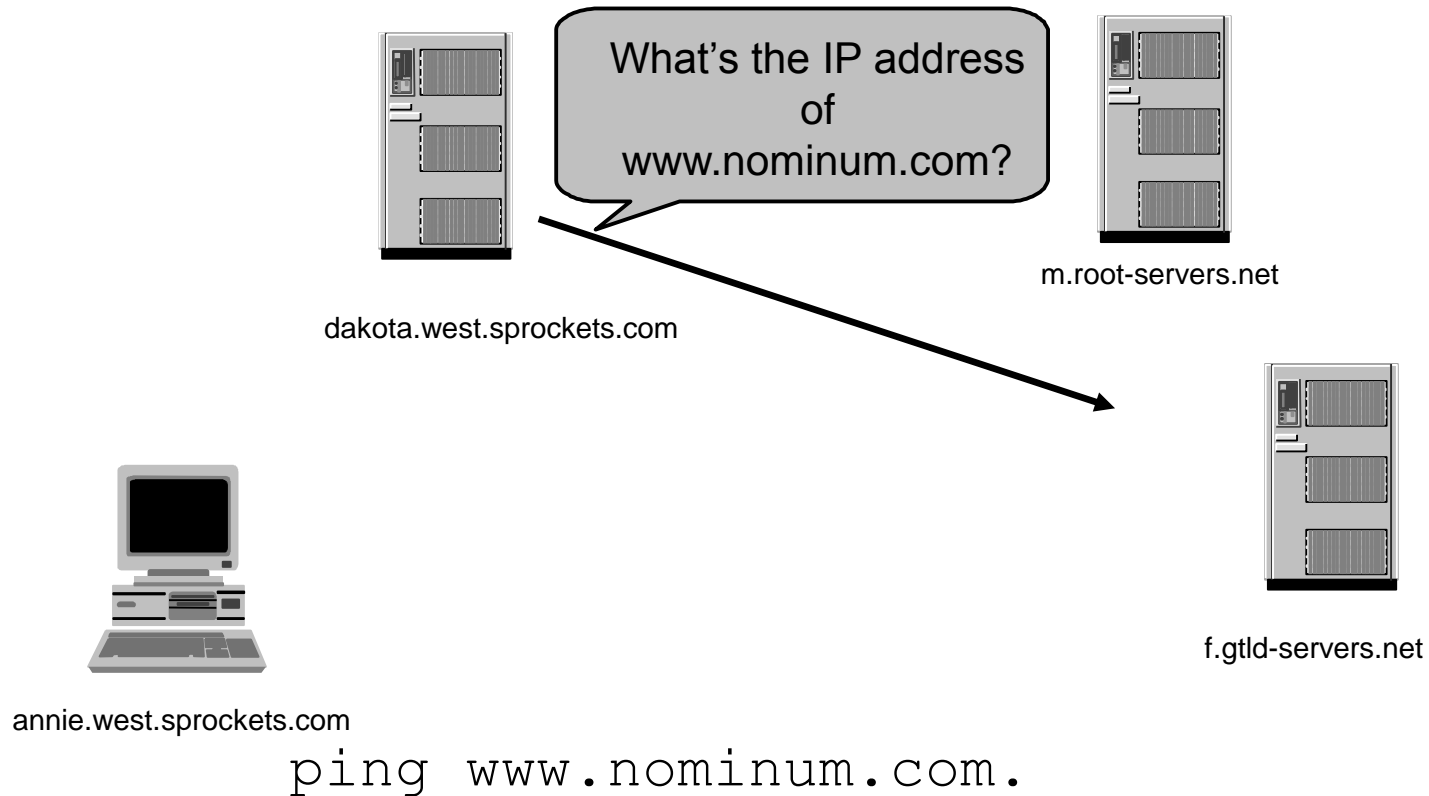 What’s the IP address
of
www.nominum.com?
m.root-servers.net
dakota.west.sprockets.com
f.gtld-servers.net
annie.west.sprockets.com
ping www.nominum.com.